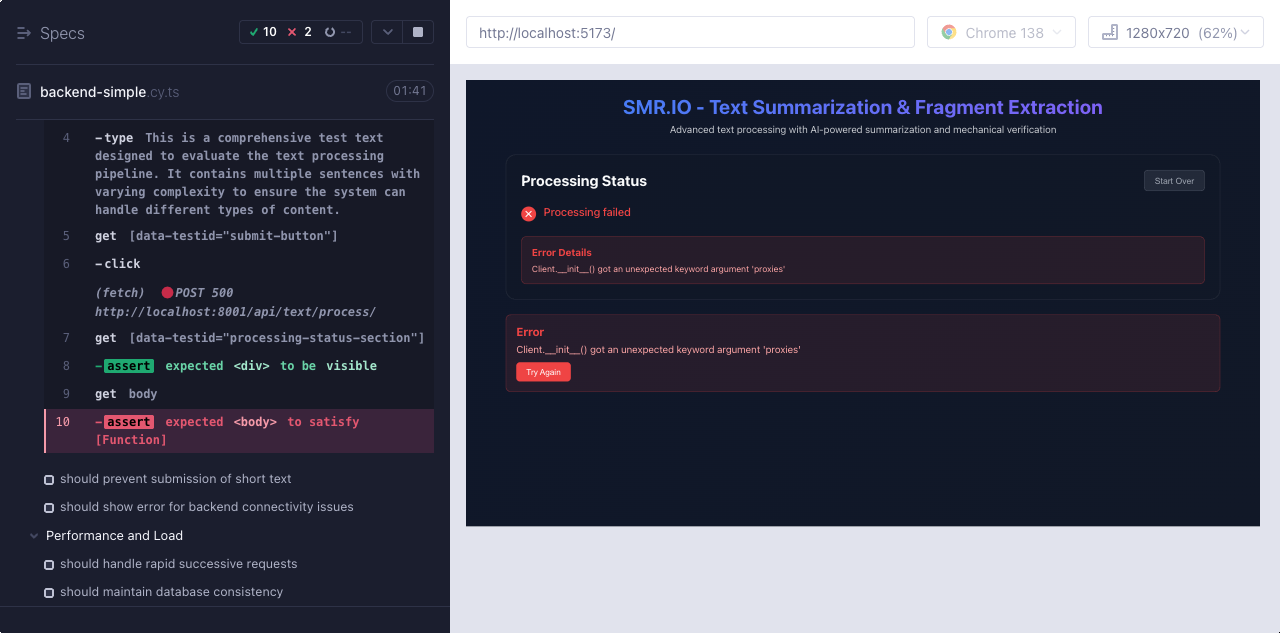 Specs
10 2 --
backend-simple.cy.ts 01:41
4 -type This is a comprehensive test text
designed to evaluate the text processing
pipeline. It contains multiple sentences with
varying complexity to ensure the system can
handle different types of content.
5 get [data-testid="submit-button"]
6 -click
(fetch) POST 500
http://localhost:8001/api/text/process/
7 get [data-testid="processing-status-section"]
8 -assert expected <div> to be visible
9 get body
10 -assert expected <body> to satisfy
[Function]
should prevent submission of short text
should show error for backend connectivity issues
Performance and Load
should handle rapid successive requests
should maintain database consistency
http://localhost:5173/
Chrome 138
1280x720 (62%)
SMR.IO - Text Summarization & Fragment Extraction
Advanced text processing with AI-powered summarization and mechanical verification
Processing Status
Start Over
Processing failed
Error Details
Client.__init__() got an unexpected keyword argument 'proxies'
Error
Client.__init__() got an unexpected keyword argument 'proxies'
Try Again